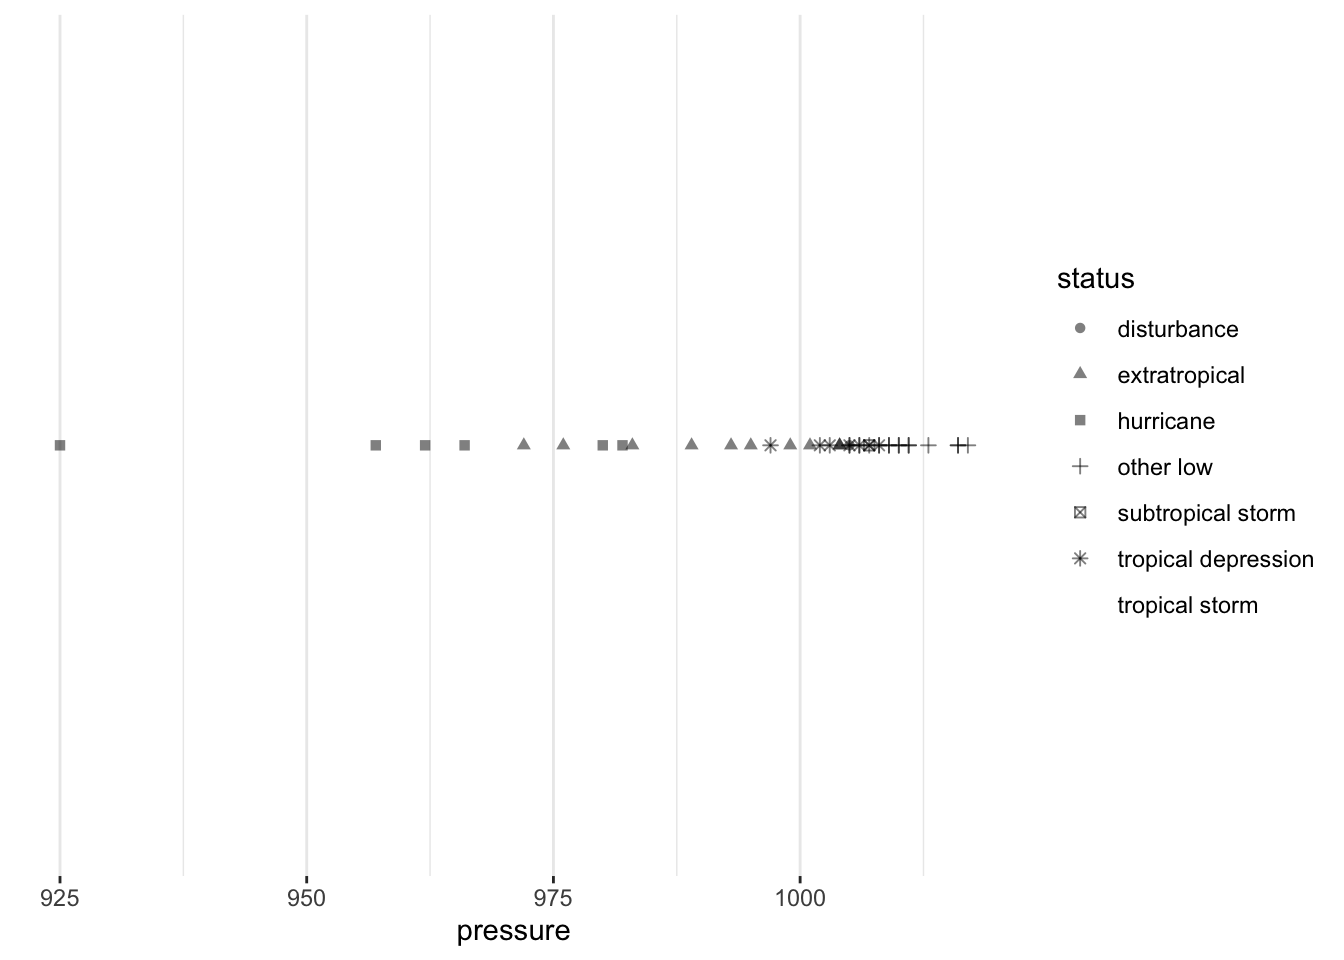 status
disturbance
extratropical
hurricane
other low
subtropical storm
tropical depression
tropical storm
925 950 975 1000
pressure